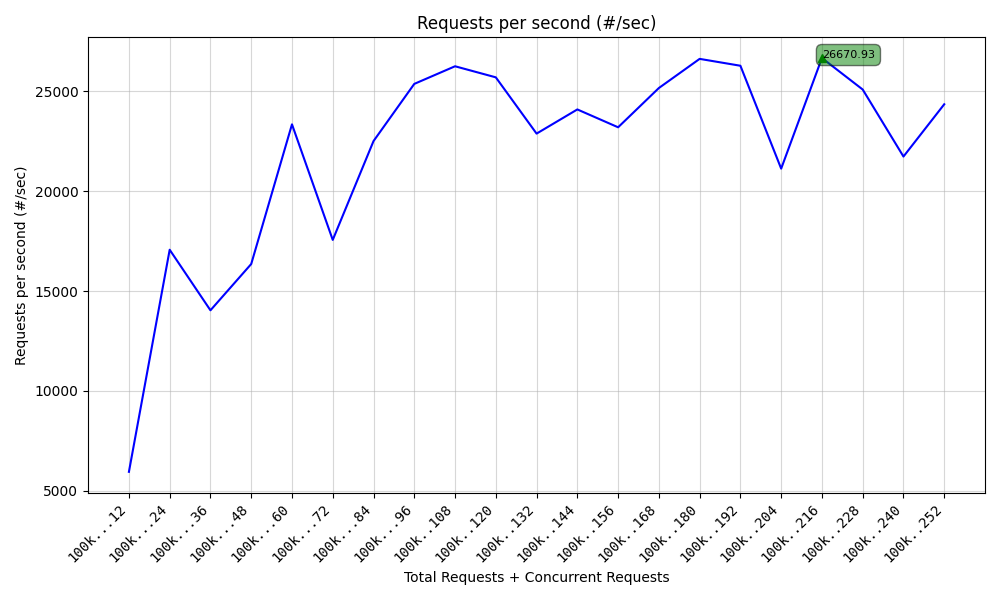 Requests per second (#/sec)
26670.93
25000
20000
15000
10000
5000
Requests per second (#/sec)
100k...12
100k...24
100k...36
100k...48
100k...60
100k...72
100k...84
100k...96
100k..108
100k..120
100k..132
100k..144
100k..156
100k..168
100k..180
100k..192
100k..204
100k..216
100k..228
100k..240
100k..252
Total Requests + Concurrent Requests